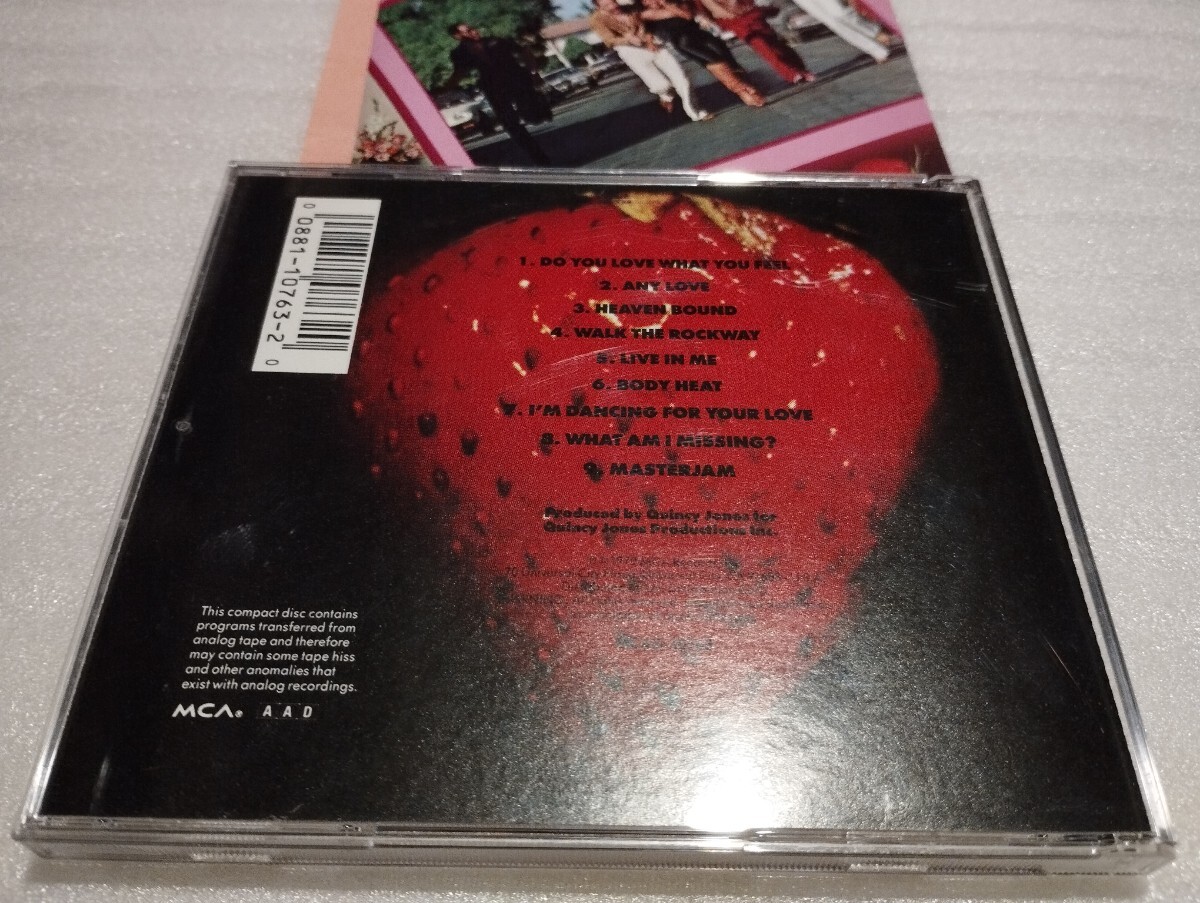 0 0881-10763-2 0
1. DO YOU LOVE WHAT YOU FEEL
2. ANY LOVE
3. HEAVEN BOUND
4. WALK THE ROCKWAY
5. LIVE IN ME
6. BODY HEAT
7. I'M DANCING FOR YOUR LOVE
8. WHAT AM I MISSING?
9. MASTERJAM
Produced by Quincy Jones for
Quincy Jones Productions Inc.
1979
This compact disc contains
programs transferred from
analog tape and therefore
may contain some tape hiss
and other anomalies that
exist with analog recordings.
MCA® A A D